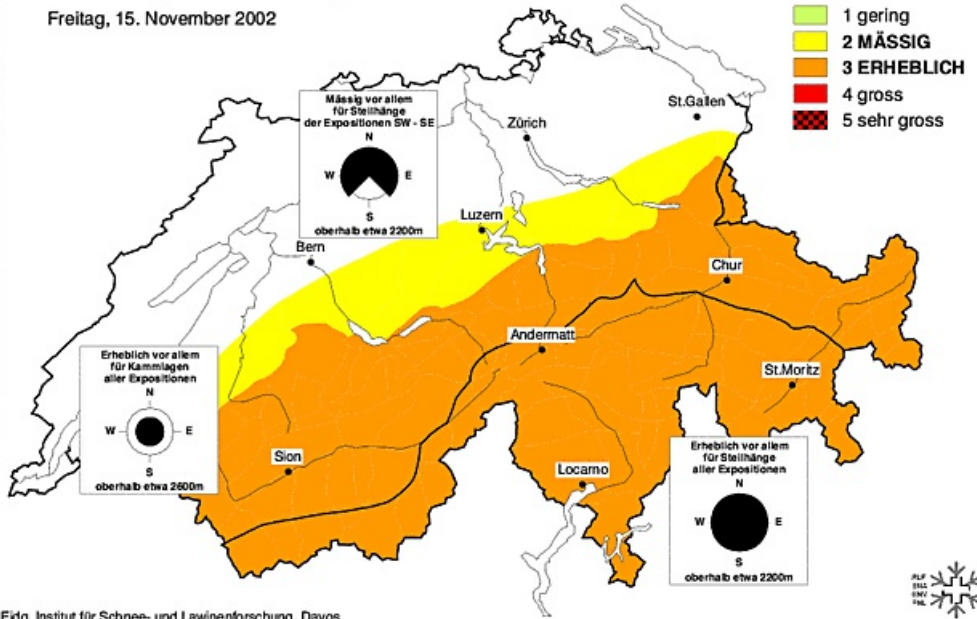 Freitag, 15. November 2002
1 gering
2 MÄSSIG
3 ERHEBLICH
4 gross
5 sehr gross
Mässig vor allem
für Steilhänge
der Expositionen SW - SE
N
W E
S
oberhalb etwa 2200m
St.Gallen
Zürich
Luzern
Bern
Chur
Andermatt
St.Moritz
Erheblich vor allem
für Kammlagen
aller Expositionen
N
W E
S
oberhalb etwa 2600m
Sion
Locarno
Erheblich vor allem
für Steilhänge
aller Expositionen
N
W E
S
oberhalb etwa 2200m
Eidg. Institut für Schnee- und Lawinenforschung, Davos